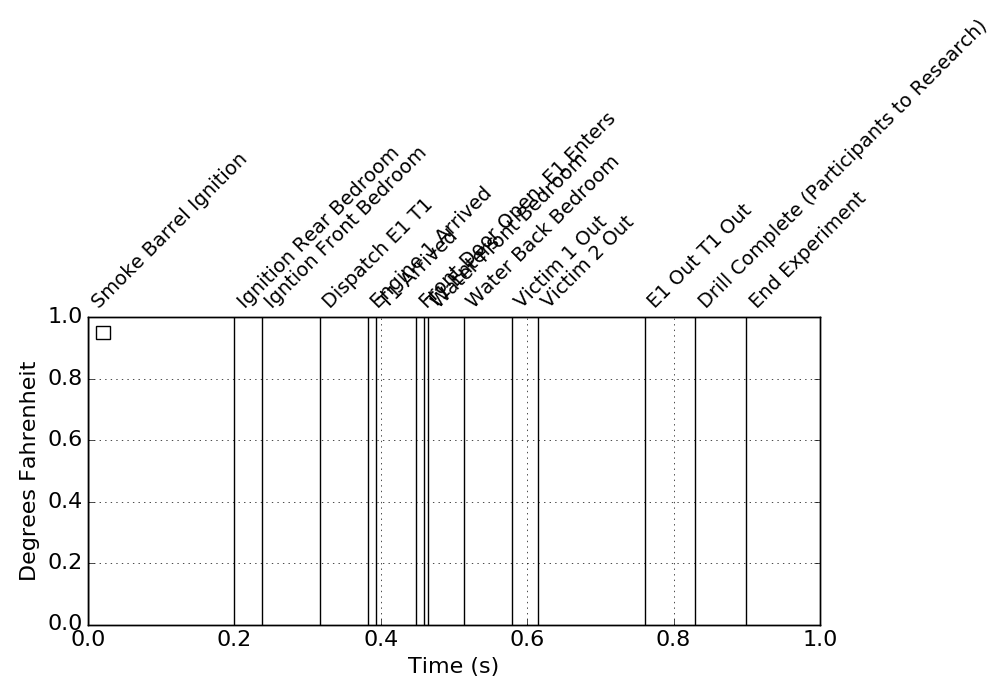 Smoke Barrel Ignition
Ignition Rear Bedroom
Igntion Front Bedroom
Dispatch E1 T1
Engine 1 Arrived
T1 Arrived
Front Door Open, E1 Enters
Water Front Bedroom
Water Back Bedroom
Victim 1 Out
Victim 2 Out
E1 Out T1 Out
Drill Complete (Participants to Research)
End Experiment
1.0
0.8
0.6
0.4
0.2
0.0
Degrees Fahrenheit
0.0 0.2 0.4 0.6 0.8 1.0
Time (s)